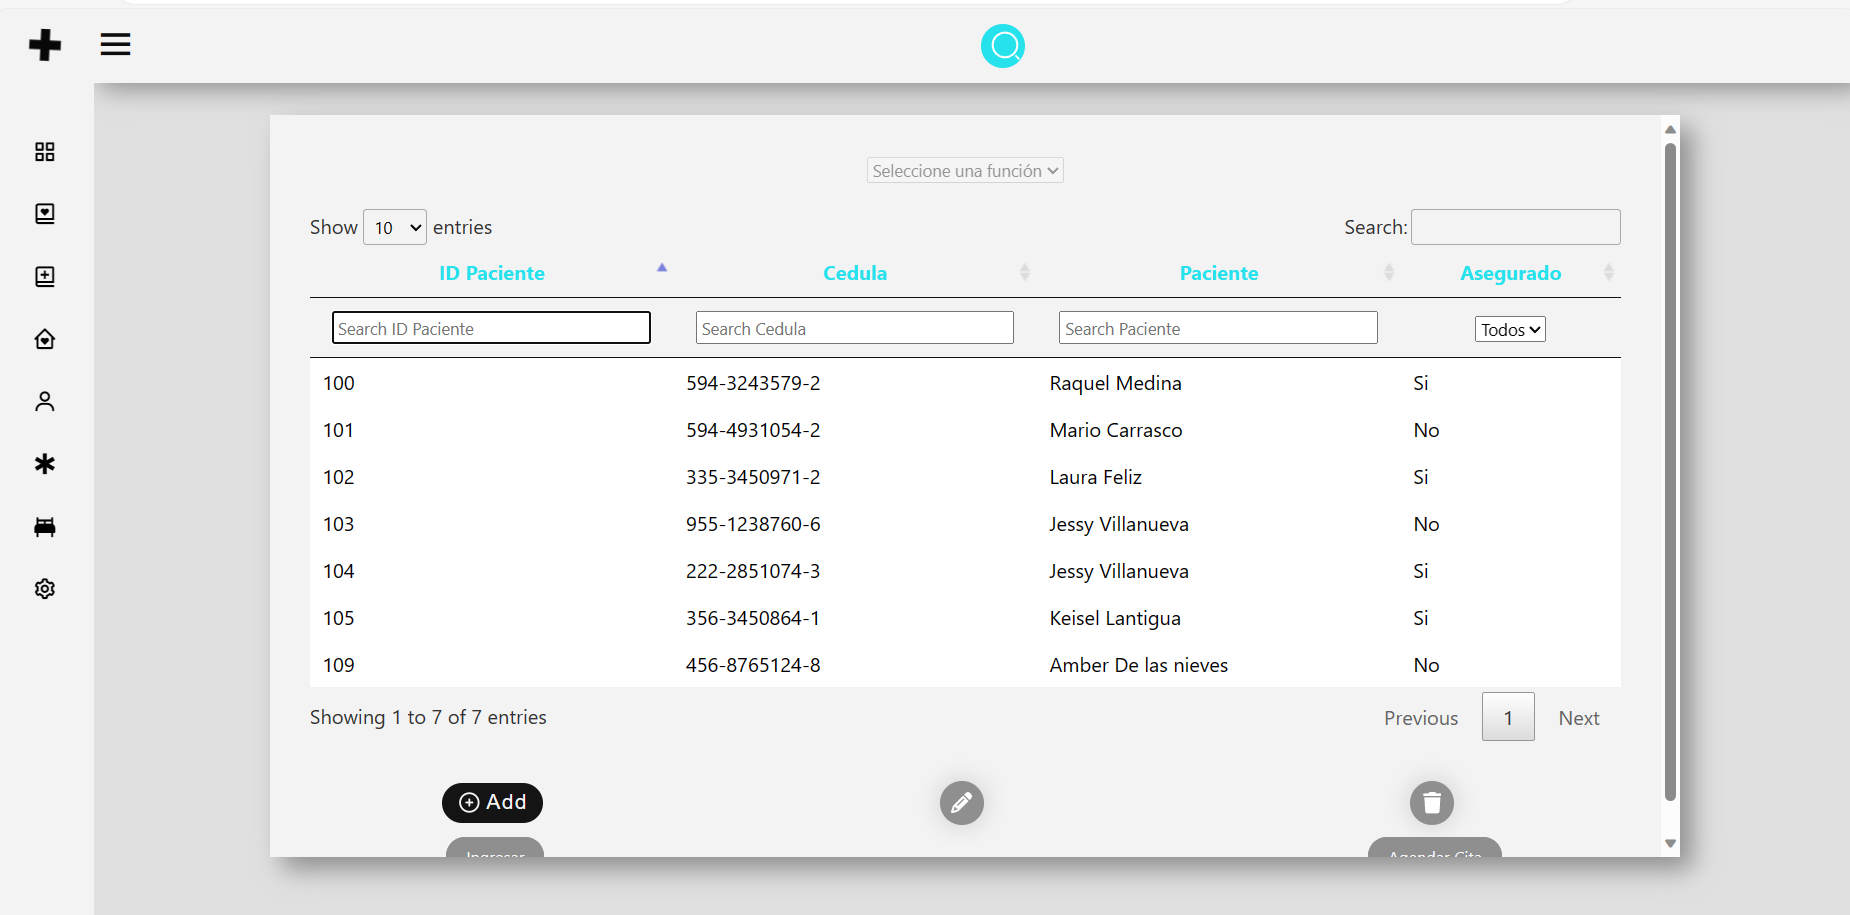 Seleccione una función
Show 10 entries Search:
ID Paciente Cedula Paciente Asegurado
Search ID Paciente Search Cedula Search Paciente Todos
100 594-3243579-2 Raquel Medina Si
101 594-4931054-2 Mario Carrasco No
102 335-3450971-2 Laura Feliz Si
103 955-1238760-6 Jessy Villanueva No
104 222-2851074-3 Jessy Villanueva Si
105 356-3450864-1 Keisel Lantigua Si
109 456-8765124-8 Amber De las nieves No
Showing 1 to 7 of 7 entries Previous 1 Next
Add
Ingresar Agendar Cita